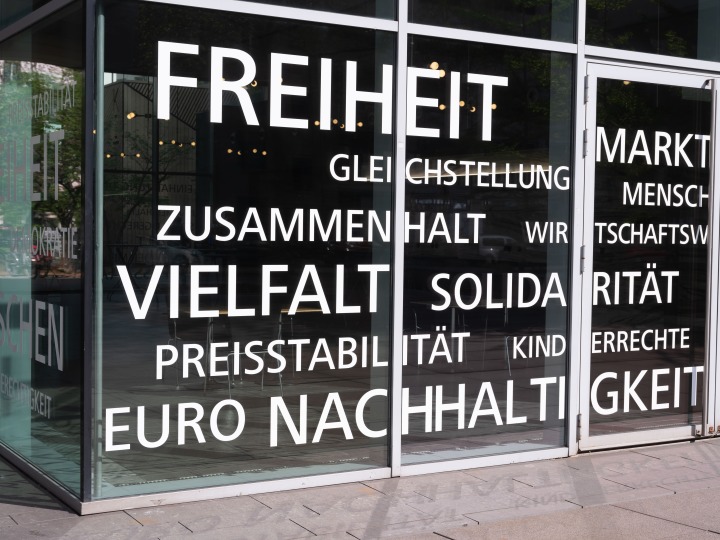 FREIHEIT
MARKT
GLEICHSTELLUNG
MENSCH
ZUSAMMENHALT WIRTSCHAFTSW
VIELFALT SOLIDARITÄT
PREISSTABILITÄT KINDERRECHTE
EURO NACHHALTIGKEIT